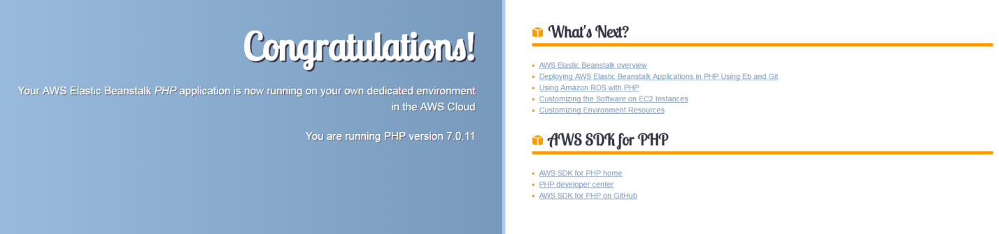 Congratulations!
Your AWS Elastic Beanstalk PHP application is now running on your own dedicated environment
in the AWS Cloud
You are running PHP version 7.0.11
What's Next?
AWS Elastic Beanstalk overview
Deploying AWS Elastic Beanstalk Applications in PHP Using Eb and Git
Using Amazon RDS with PHP
Customizing the Software on EC2 Instances
Customizing Environment Resources
AWS SDK for PHP
AWS SDK for PHP home
PHP developer center
AWS SDK for PHP on GitHub